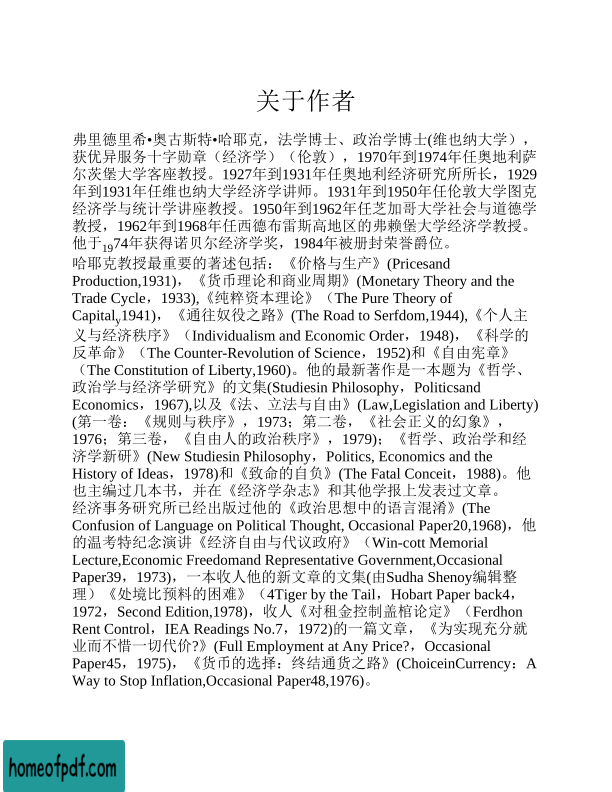 关于作者
弗里德里希•奥古斯特•哈耶克，法学博士、政治学博士(维也纳大学)，
获优异服务十字勋章（经济学）（伦敦），1970年到1974年任奥地利萨
尔茨堡大学客座教授。1927年到1931年任奥地利经济研究所所长，1929
年到1931年任维也纳大学经济学讲师。1931年到1950年任伦敦大学图克
经济学与统计学讲座教授。1950年到1962年任芝加哥大学社会与道德学
教授，1962年到1968年任西德布雷斯高地区的弗赖堡大学经济学教授。
他于1974年获得诺贝尔经济学奖，1984年被册封荣誉爵位。
哈耶克教授最重要的著述包括：《价格与生产》(Pricesand
Production,1931)，《货币理论和商业周期》(Monetary Theory and the
Trade Cycle，1933),《纯粹资本理论》（The Pure Theory of
Capitaly1941)，《通往奴役之路》(The Road to Serfdom,1944),《个人主
义与经济秩序》（Individualism and Economic Order，1948)，《科学的
反革命》（The Counter-Revolution of Science，1952)和《自由宪章》
（The Constitution of Liberty,1960)。他的最新著作是一本题为《哲学、
政治学与经济学研究》的文集(Studiesin Philosophy，Politicsand
Economics，1967),以及《法、立法与自由》(Law,Legislation and Liberty)
(第一卷；《规则与秩序》，1973；第二卷，《社会正义的幻象》，
1976；第三卷，《自由人的政治秩序》，1979)；《哲学、政治学和经
济学新研》(New Studiesin Philosophy，Politics, Economics and the
History of Ideas，1978)和《致命的自负》(The Fatal Conceit，1988)。他
也主编过几本书，并在《经济学杂志》和其他学报上发表过文章。
经济事务研究所已经出版过他的《政治思想中的语言混淆》(The
Confusion of Language on Political Thought, Occasional Paper20,1968)，他
的温考特纪念演讲《经济自由与代议政府》（Win-cott Memorial
Lecture,Economic Freedomand Representative Government,Occasional
Paper39，1973)，一本收人他的新文章的文集(由Sudha Shenoy编辑整
理）《处境比预料的困难》（4Tiger by the Tail，Hobart Paper back4，
1972，Second Edition,1978)，收人《对租金控制盖棺论定》（Ferdhon
Rent Control，IEA Readings No.7，1972)的一篇文章，《为实现充分就
业而不惜一切代价?》(Full Employment at Any Price?，Occasional
Paper45，1975)，《货币的选择：终结通货之路》(ChoiceinCurrency：A
Way to Stop Inflation,Occasional Paper48,1976)。
homeofpdf.com